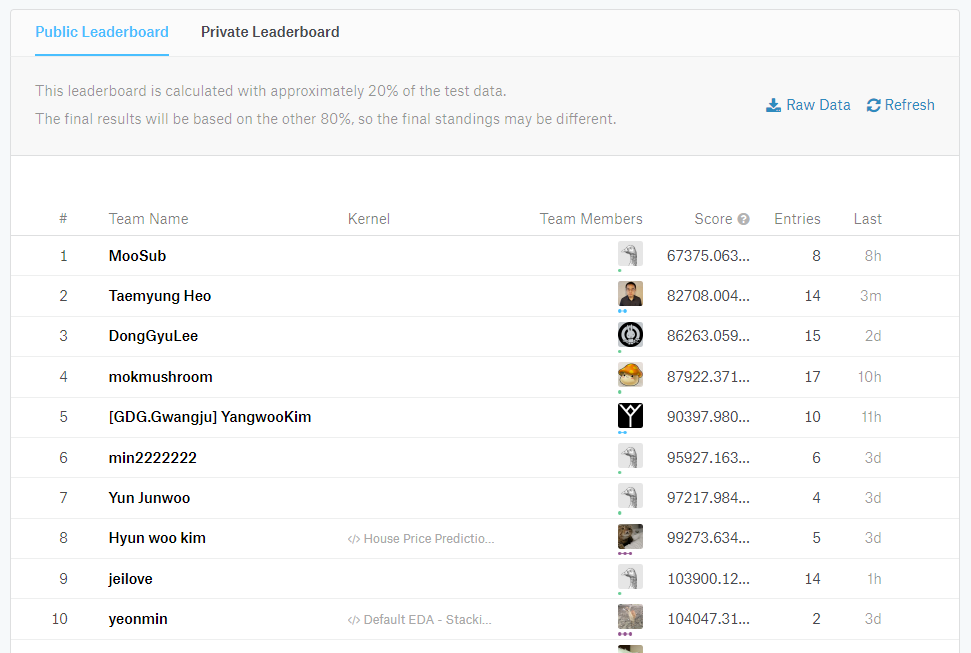 Public Leaderboard Private Leaderboard
This leaderboard is calculated with approximately 20% of the test data.
The final results will be based on the other 80%, so the final standings may be different.
Raw Data Refresh
# Team Name Kernel Team Members Score Entries Last
1 MooSub 67375.063... 8 8h
2 Taemyung Heo 82708.004... 14 3m
3 DongGyuLee 86263.059... 15 2d
4 mokmushroom 87922.371... 17 10h
5 [GDG.Gwangju] YangwooKim 90397.980... 10 11h
6 min2222222 95927.163... 6 3d
7 Yun Junwoo 97217.984... 4 3d
8 Hyun woo kim </> House Price Predictio... 99273.634... 5 3d
9 jeilove 103900.12... 14 1h
10 yeonmin </> Default EDA - Stacki... 104047.31... 2 3d